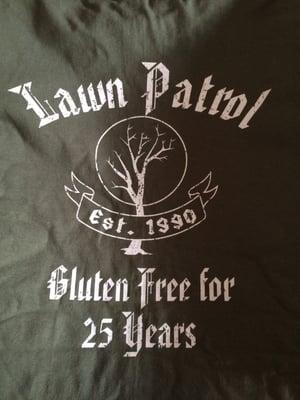 Lawn Patrol
Est. 1990
Gluten Free for
25 Years